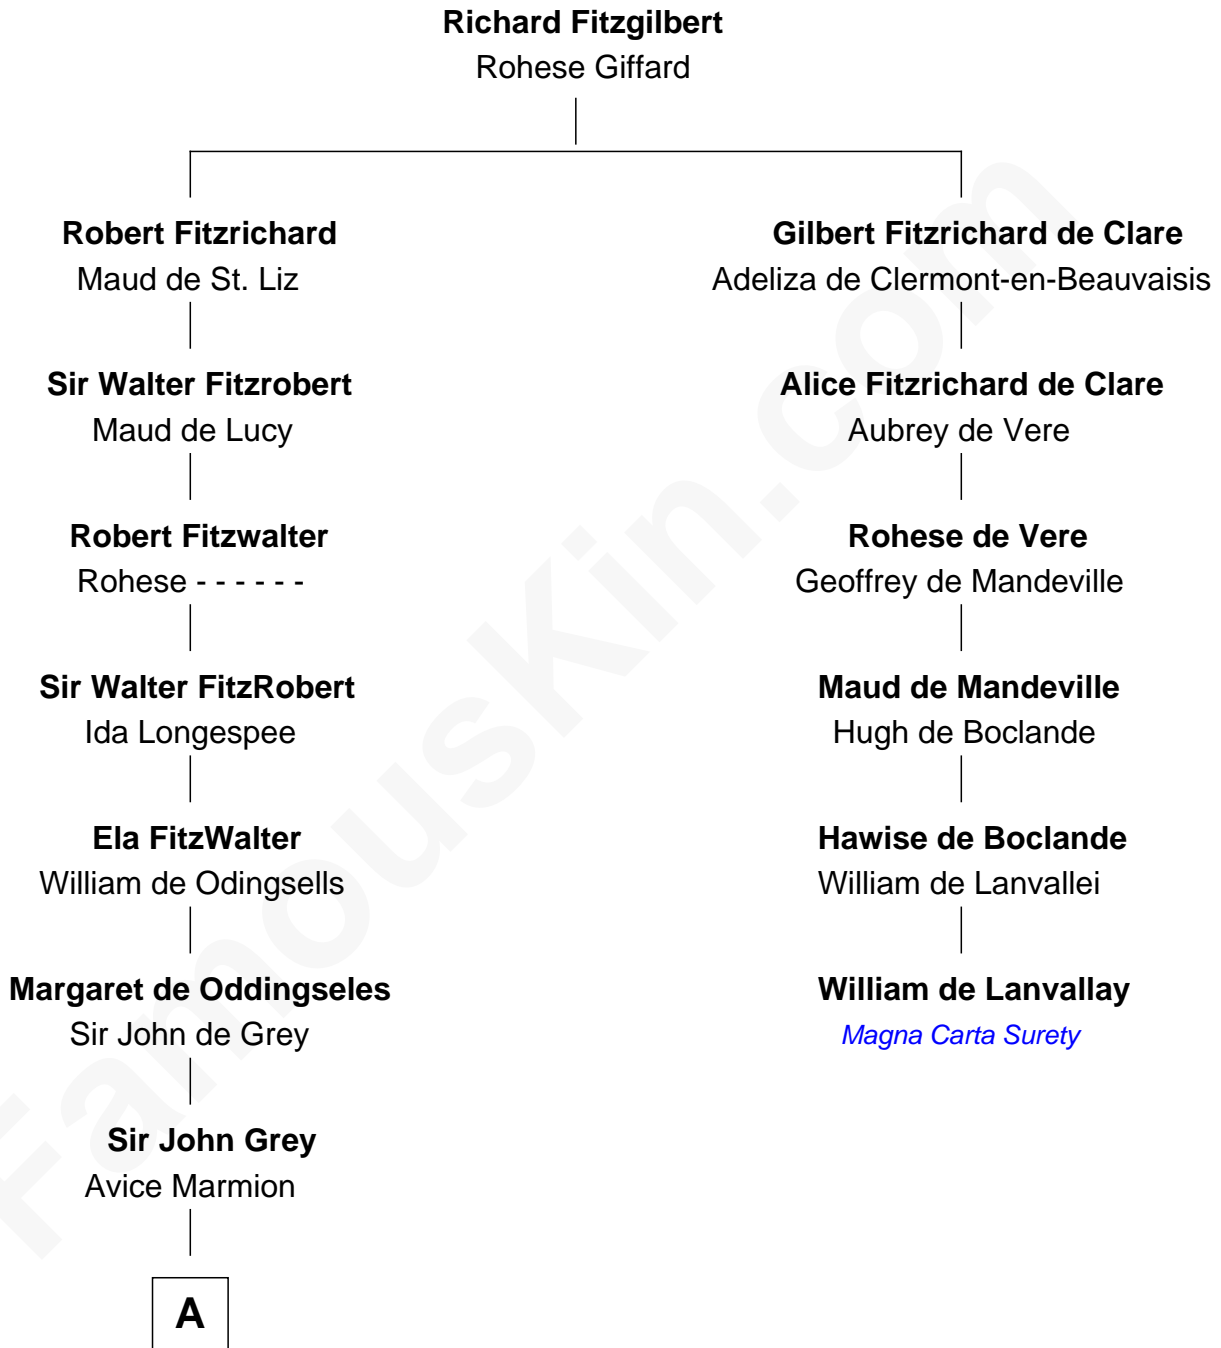 Richard Fitzgilbert
Rohese Giffard
Robert Fitzrichard
Maud de St. Liz
Gilbert Fitzrichard de Clare
Adeliza de Clermont-en-Beauvaisis
Sir Walter Fitzrobert
Maud de Lucy
Alice Fitzrichard de Clare
Aubrey de Vere
Robert Fitzwalter
Rohese - - - - - -
Rohese de Vere
Geoffrey de Mandeville
Sir Walter FitzRobert
Ida Longespee
Maud de Mandeville
Hugh de Boclande
Ela FitzWalter
William de Odingsells
Hawise de Boclande
William de Lanvallei
Margaret de Oddingseles
Sir John de Grey
William de Lanvallay
Magna Carta Surety
Sir John Grey
Avice Marmion
A
FamousKin.com